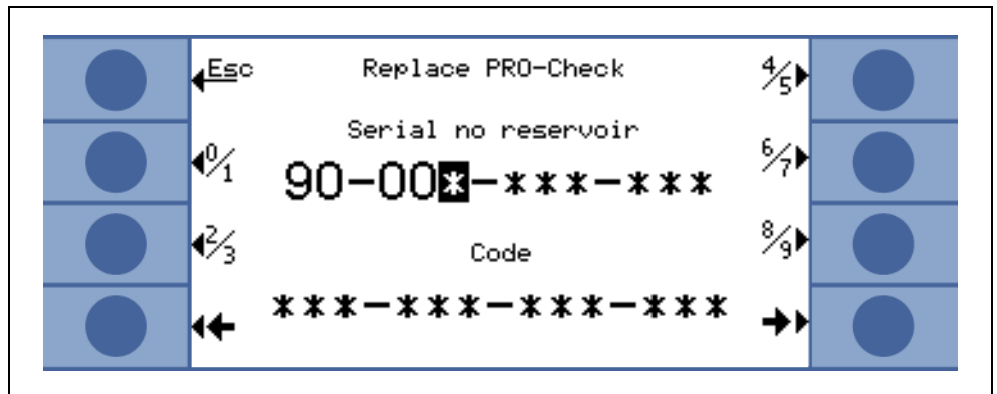 Esc Replace PRO-Check 4/5
Serial no reservoir
0/1 90-00*-***-*** 6/7
2/3 Code 8/9
***-***-***-***